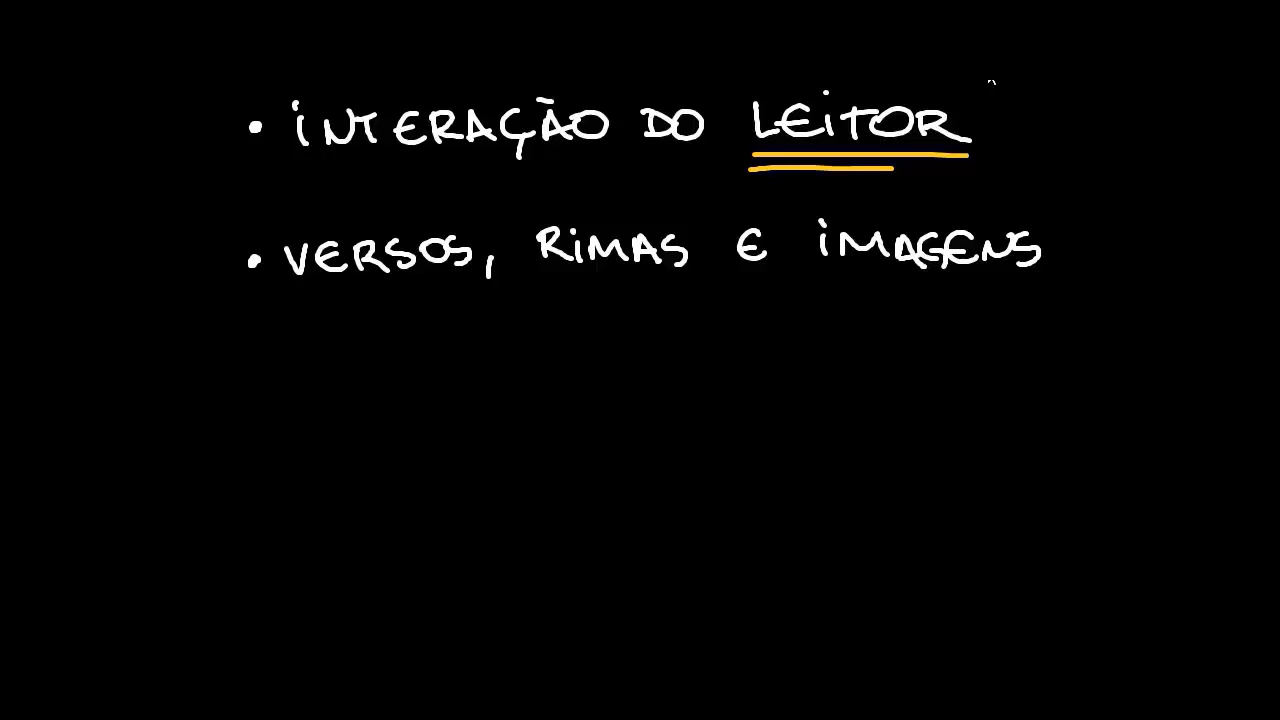 • INTERAÇÃO DO LEITOR
• VERSOS, RIMAS E IMAGENS